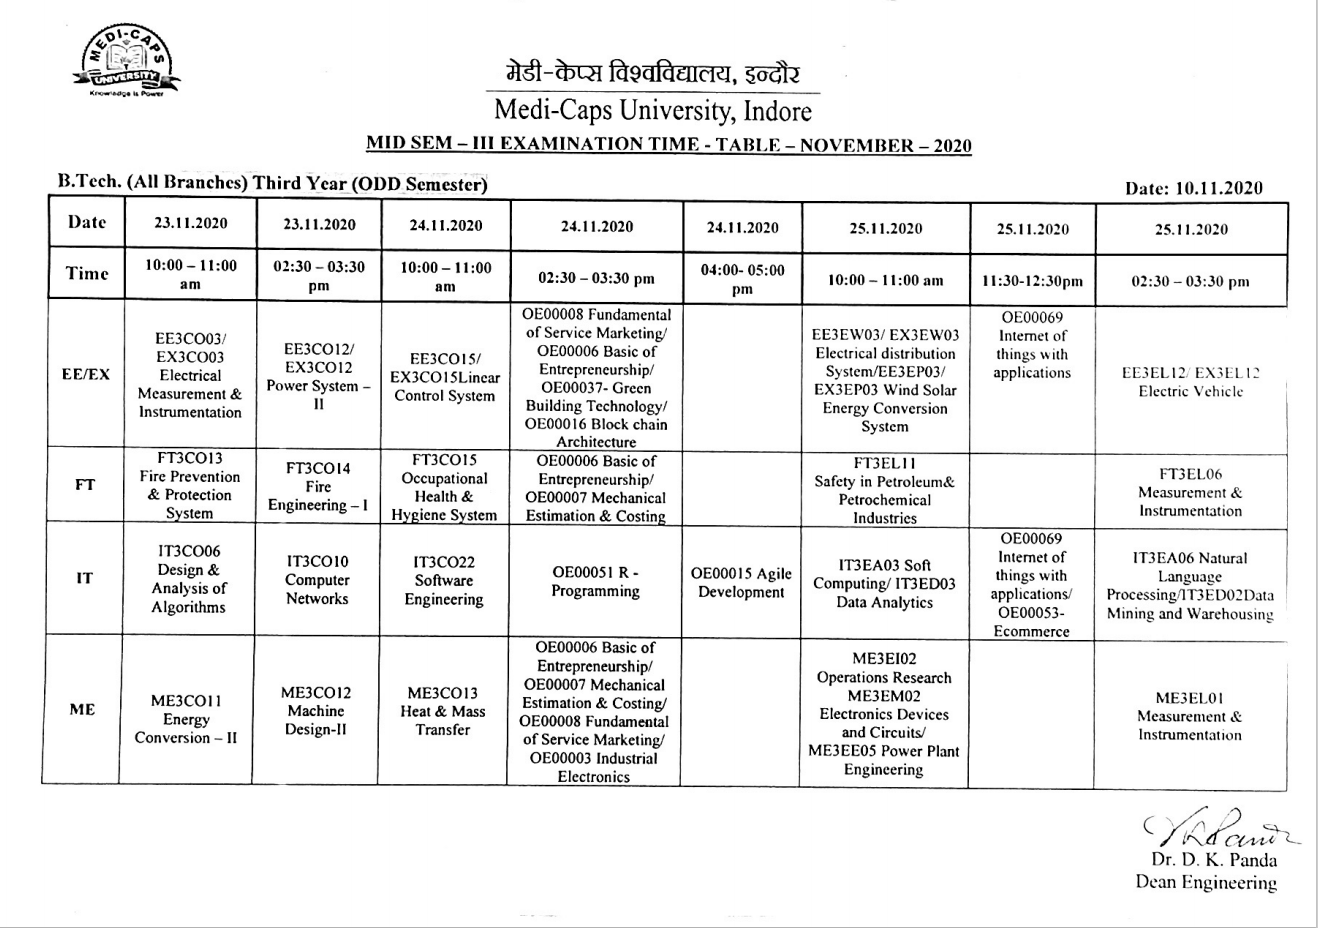 MEDI-CAPS
UNIVERSITY
Knowledge is Power
मेडी-केप्स विश्वविद्यालय, इन्दौर
Medi-Caps University, Indore
MID SEM – III EXAMINATION TIME - TABLE – NOVEMBER – 2020
B.Tech. (All Branches) Third Year (ODD Semester)
Date: 10.11.2020
Date
23.11.2020
23.11.2020
24.11.2020
24.11.2020
24.11.2020
25.11.2020
25.11.2020
25.11.2020
Time
10:00 – 11:00
am
02:30 – 03:30
pm
10:00 – 11:00
am
02:30 – 03:30 pm
04:00- 05:00
pm
10:00 – 11:00 am
11:30-12:30pm
02:30 – 03:30 pm
EE/EX
EE3CO03/
EX3CO03
Electrical
Measurement &
Instrumentation
EE3CO12/
EX3CO12
Power System –
II
EE3CO15/
EX3CO15Linear
Control System
OE00008 Fundamental
of Service Marketing/
OE00006 Basic of
Entrepreneurship/
OE00037- Green
Building Technology/
OE00016 Block chain
Architecture
EE3EW03/ EX3EW03
Electrical distribution
System/EE3EP03/
EX3EP03 Wind Solar
Energy Conversion
System
OE00069
Internet of
things with
applications
EE3EL12/ EX3EL12
Electric Vehicle
FT
FT3CO13
Fire Prevention
& Protection
System
FT3CO14
Fire
Engineering – I
FT3CO15
Occupational
Health &
Hygiene System
OE00006 Basic of
Entrepreneurship/
OE00007 Mechanical
Estimation & Costing
FT3EL11
Safety in Petroleum&
Petrochemical
Industries
FT3EL06
Measurement &
Instrumentation
IT
IT3CO06
Design &
Analysis of
Algorithms
IT3CO10
Computer
Networks
IT3CO22
Software
Engineering
OE00051 R -
Programming
OE00015 Agile
Development
IT3EA03 Soft
Computing/ IT3ED03
Data Analytics
OE00069
Internet of
things with
applications/
OE00053-
Ecommerce
IT3EA06 Natural
Language
Processing/IT3ED02Data
Mining and Warehousing
ME
ME3CO11
Energy
Conversion – II
ME3CO12
Machine
Design-II
ME3CO13
Heat & Mass
Transfer
OE00006 Basic of
Entrepreneurship/
OE00007 Mechanical
Estimation & Costing/
OE00008 Fundamental
of Service Marketing/
OE00003 Industrial
Electronics
ME3EI02
Operations Research
ME3EM02
Electronics Devices
and Circuits/
ME3EE05 Power Plant
Engineering
ME3EL01
Measurement &
Instrumentation
Dr. D. K. Panda
Dean Engineering